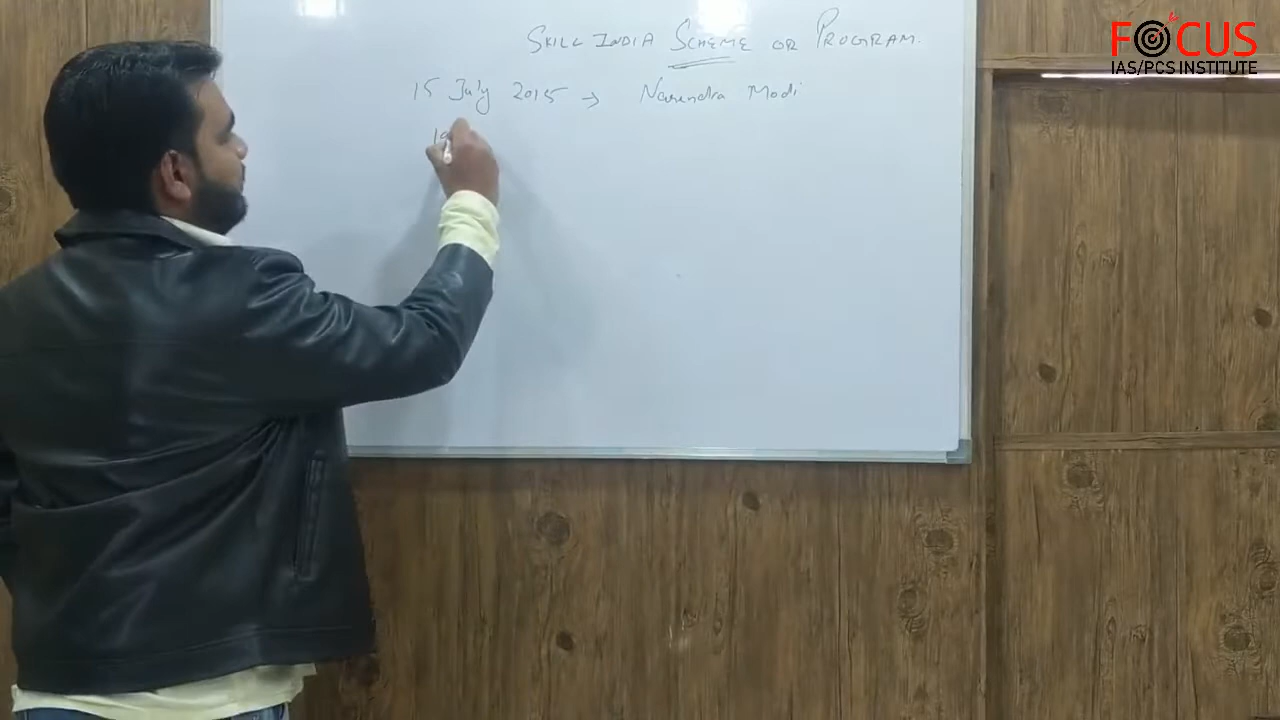 SKILL INDIA SCHEME OR PROGRAM.
15 July 2015 → Narendra Modi
FOCUS
IAS/PCS INSTITUTE